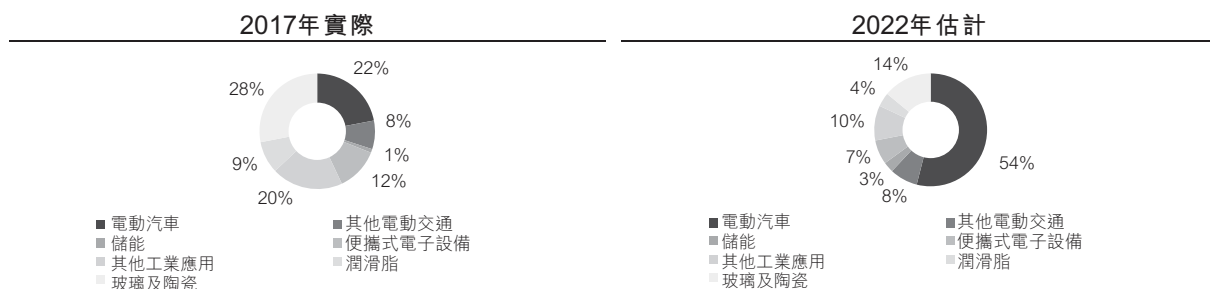 2017年實際
22%
8%
1%
12%
20%
9%
28%
電動汽車
其他電動交通
儲能
便攜式電子設備
其他工業應用
潤滑脂
玻璃及陶瓷
2022年估計
54%
8%
3%
7%
10%
4%
14%
電動汽車
其他電動交通
儲能
便攜式電子設備
其他工業應用
潤滑脂
玻璃及陶瓷